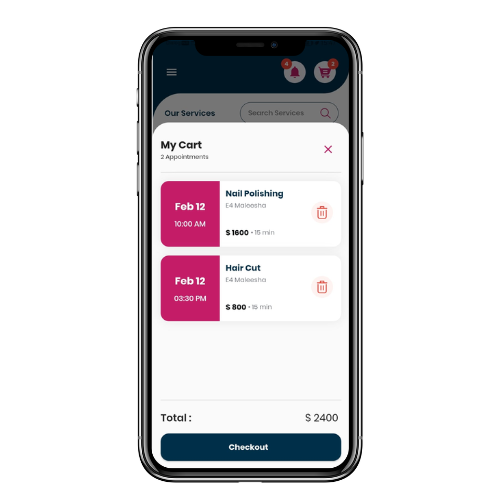 4
2
Our Services
Search Services
My Cart
2 Appointments
Feb 12
10:00 AM
Nail Polishing
E4 Maleesha
$ 1600 • 15 min
Feb 12
03:30 PM
Hair Cut
E4 Maleesha
$ 800 • 15 min
Total :
$ 2400
Checkout